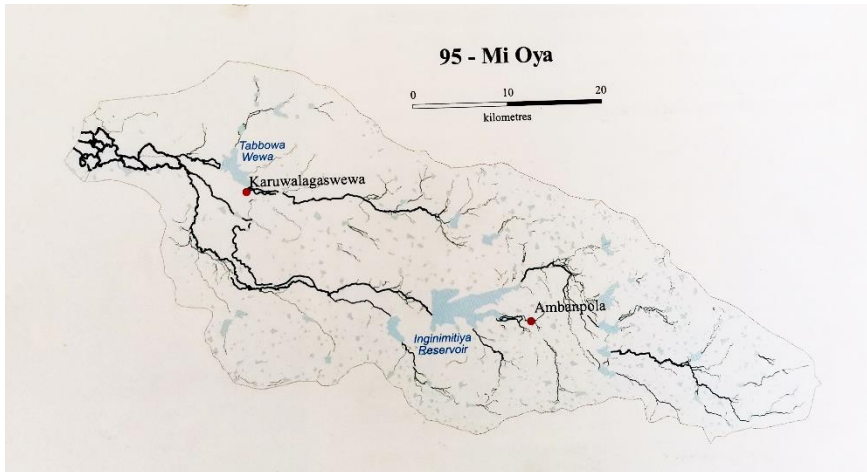 95 - Mi Oya
0 10 20
kilometres
Tabbowa
Wewa
Karuwalagaswewa
Ambanpola
Inginimitiya
Reservoir